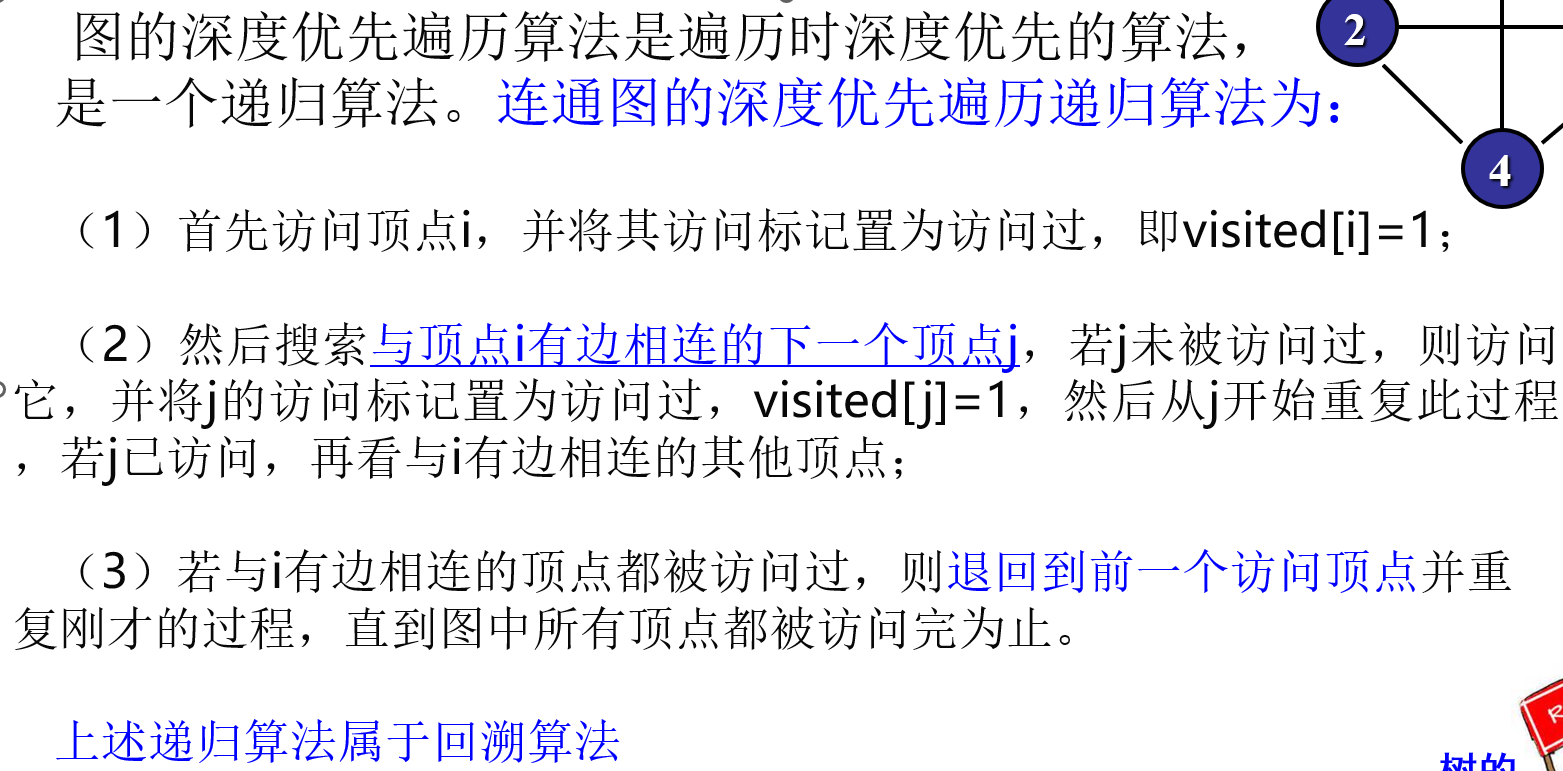 图的深度优先遍历算法是遍历时深度优先的算法，
是一个递归算法。连通图的深度优先遍历递归算法为：
（1）首先访问顶点i，并将其访问标记置为访问过，即visited[i]=1；
（2）然后搜索与顶点i有边相连的下一个顶点j，若j未被访问过，则访问
它，并将j的访问标记置为访问过，visited[j]=1，然后从j开始重复此过程
，若j已访问，再看与i有边相连的其他顶点；
（3）若与i有边相连的顶点都被访问过，则退回到前一个访问顶点并重
复刚才的过程，直到图中所有顶点都被访问完为止。
上述递归算法属于回溯算法
2
4
R
树的